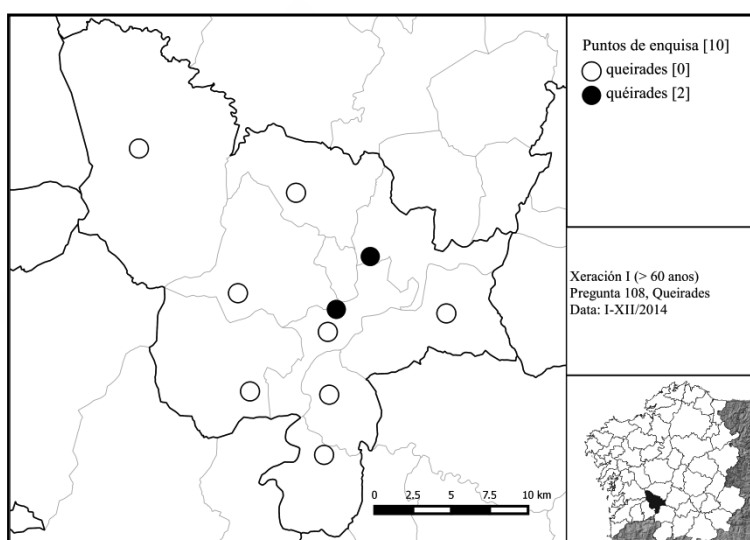 Puntos de enquisa [10]
queirades [0]
quéirades [2]
Xeración I (> 60 anos)
Pregunta 108, Queirades
Data: I-XII/2014
0 2,5 5 7,5 10 km